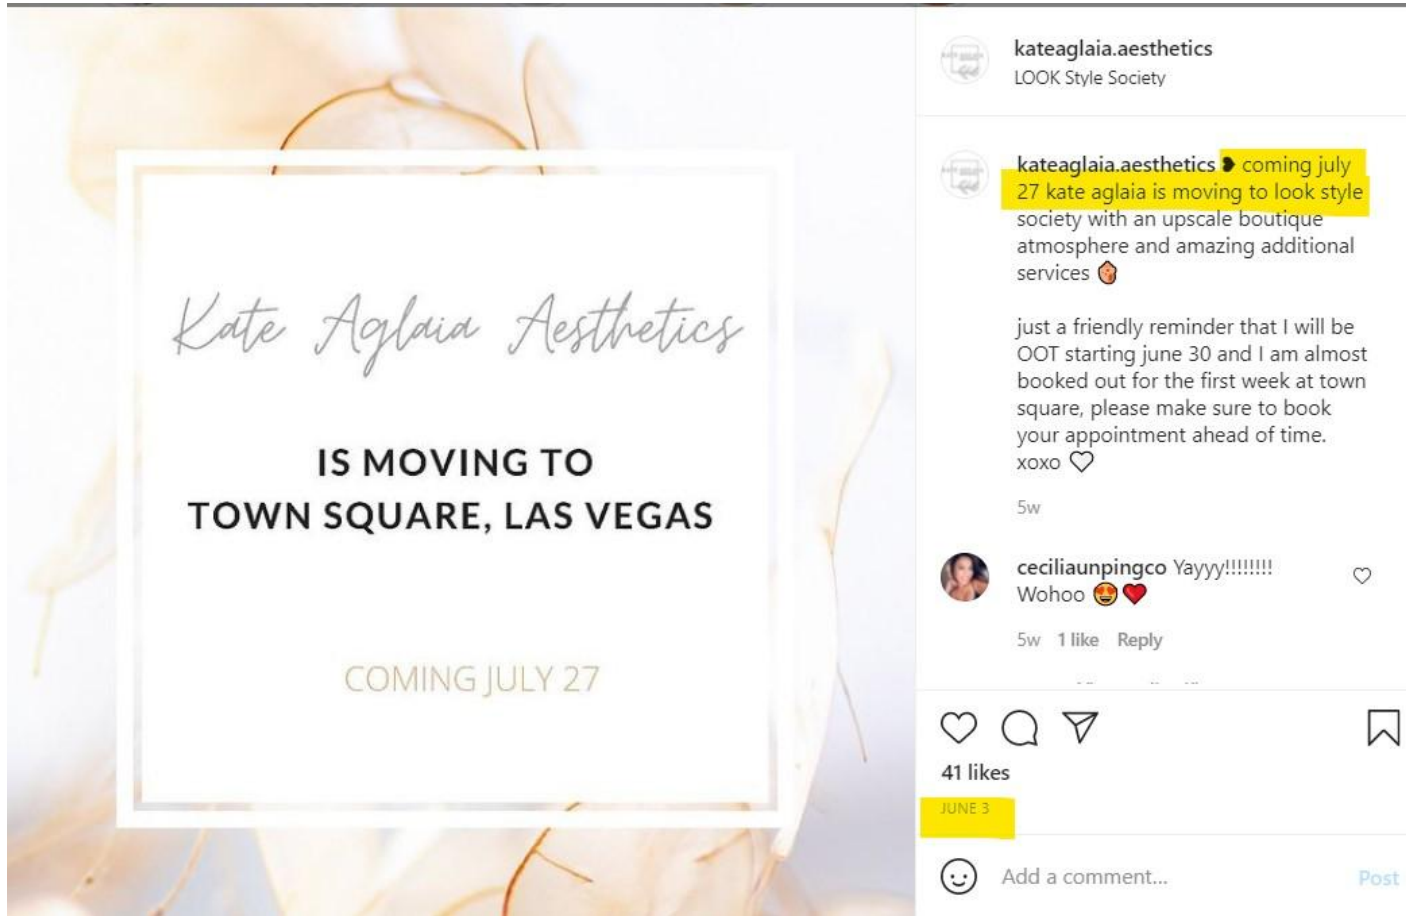 Kate Aglaia Aesthetics
IS MOVING TO
TOWN SQUARE, LAS VEGAS
COMING JULY 27
kateaglaia.aesthetics
LOOK Style Society
kateaglaia.aesthetics ❥ coming july
27 kate aglaia is moving to look style
society with an upscale boutique
atmosphere and amazing additional
services
just a friendly reminder that I will be
OOT starting june 30 and I am almost
booked out for the first week at town
square, please make sure to book
your appointment ahead of time.
xoxo ♡
5w
ceciliaunpingco Yayyy!!!!!!!!
Wohoo 😍❤️
5w 1 like Reply
41 likes
JUNE 3
Add a comment...
Post